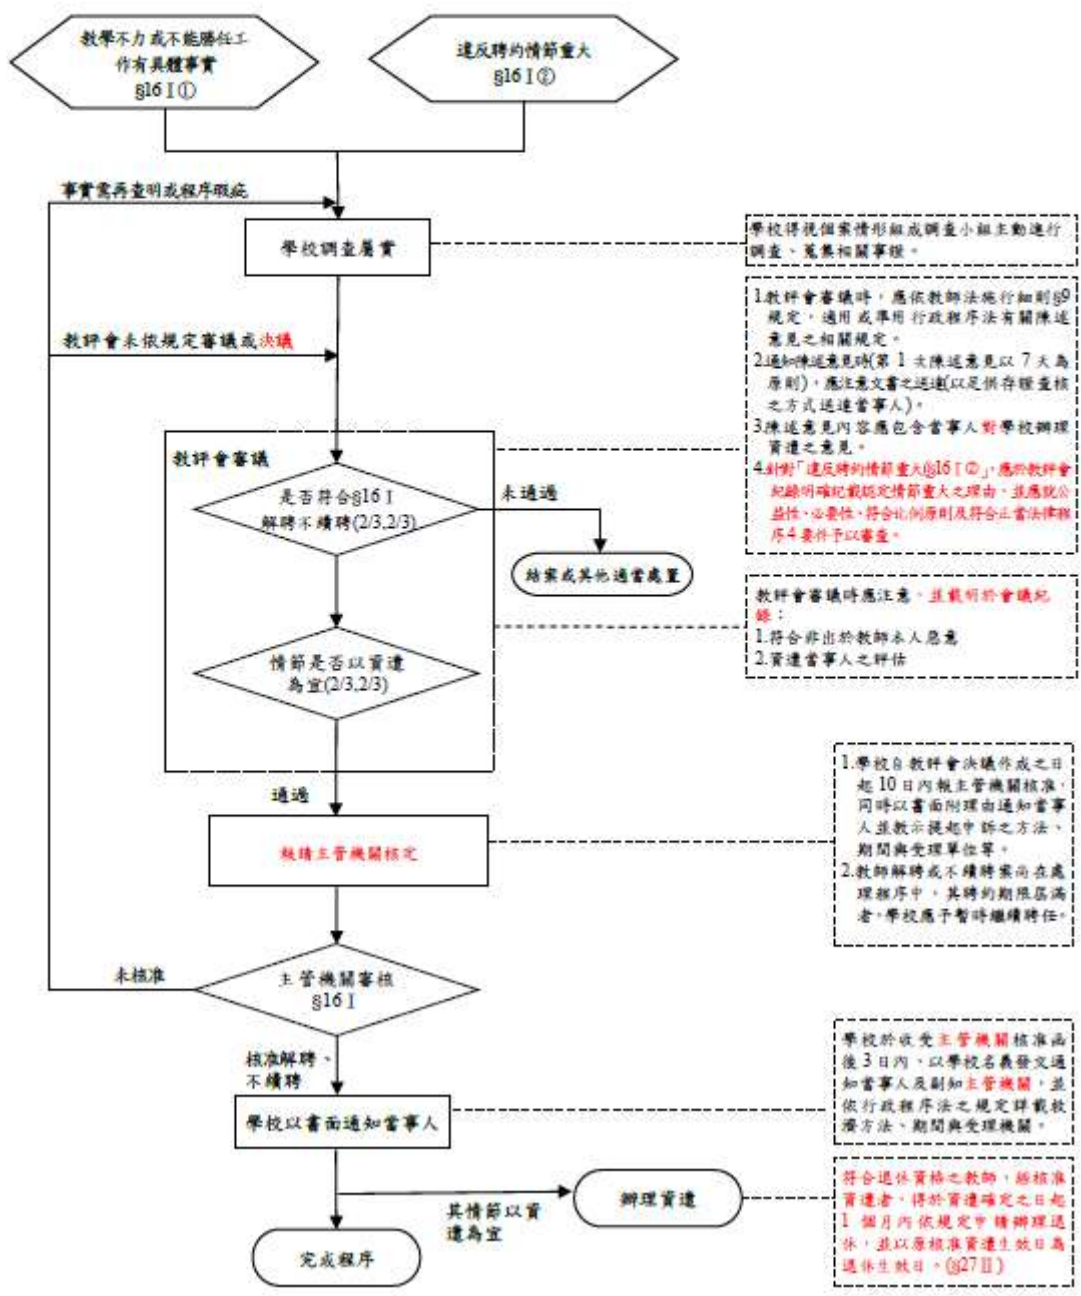 教學不力或不能勝任工
作有具體事實
§16 I ①
違反聘約情節重大
§16 I ②
事實需再查明或程序瑕疵
學校調查屬實
學校得視個案情形組成調查小組主動進行
調查、蒐集相關事證。
教評會未依規定審議或決議
1.教評會審議時，應依教師法施行細則§9
規定，適用或準用行政程序法有關陳述
意見之相關規定。
2.通知陳述意見時(第 1 次陳述意見以 7 天為
原則)，應注意文書之送達(以足供存證查核
之方式送達當事人)。
3.陳述意見內容應包含當事人對學校辦理
資遣之意見。
4.針對「違反聘約情節重大(§16 I ②」，應於教評會
紀錄明確記載認定情節重大之理由，並應就公
益性、必要性、符合比例原則及符合正當法律程
序4 要件予以審查。
教評會審議
是否符合§16 I
解聘不續聘(2/3,2/3)
未通過
結案或其他適當處置
教評會審議時應注意，並載明於會議紀
錄：
1.符合非出於教師本人惡意
2.資遣當事人之評估
情節是否以資遣
為宜(2/3,2/3)
通過
報請主管機關核定
1.學校自教評會決議作成之日
起 10 日內報主管機關核准，
同時以書面附理由通知當事
人並教示提起申訴之方法、
期間與受理單位等。
2.教師解聘或不續聘案尚在處
理程序中，其聘約期限屆滿
者，學校應予暫時繼續聘任。
未核准
主管機關審核
§16 I
核准解聘、
不續聘
學校以書面通知當事人
學校於收受主管機關核准函
後 3 日內、以學校名義發文通
知當事人及副知主管機關，並
依行政程序法之規定詳載救
濟方法、期間與受理機關。
其情節以資
遣為宜
辦理資遣
符合退休資格之教師，經核准
資遣者，得於資遣確定之日起
1 個月內依規定申請辦理退
休，並以原核准資遣生效日為
退休生效日。(§27 II )
完成程序